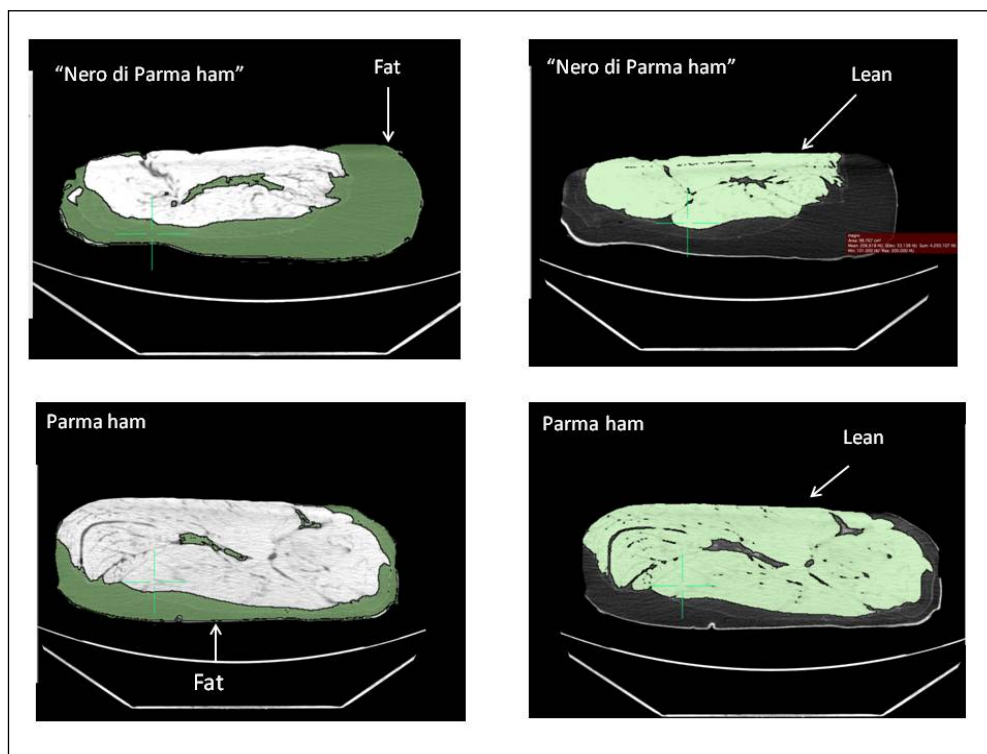 “Nero di Parma ham”
Fat
“Nero di Parma ham”
Lean
Parma ham
Fat
Parma ham
Lean